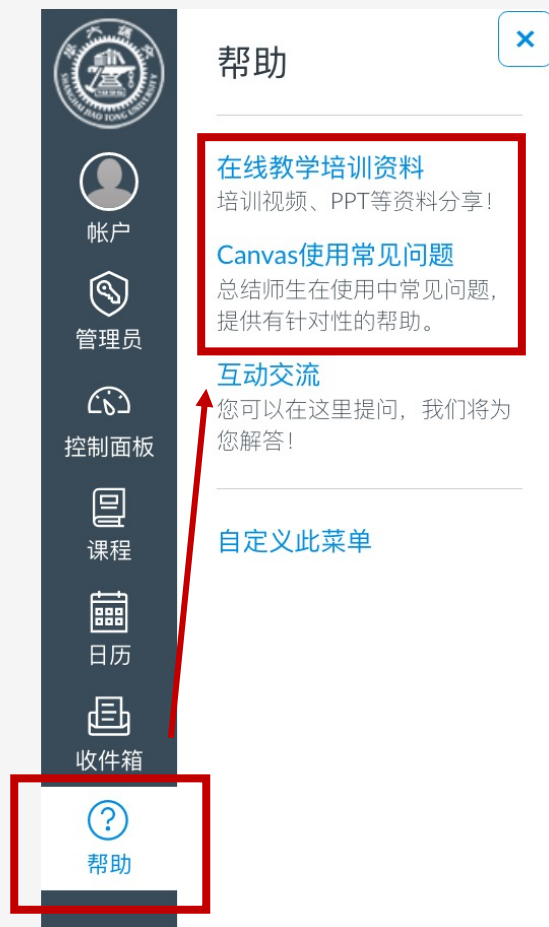 SHANGHAI JIAO TONG UNIVERSITY
帮助
×
帐户
管理员
控制面板
课程
日历
收件箱
帮助
在线教学培训资料
培训视频、PPT等资料分享！
Canvas使用常见问题
总结师生在使用中常见问题，
提供有针对性的帮助。
互动交流
您可以在这里提问，我们将为
您解答！
自定义此菜单